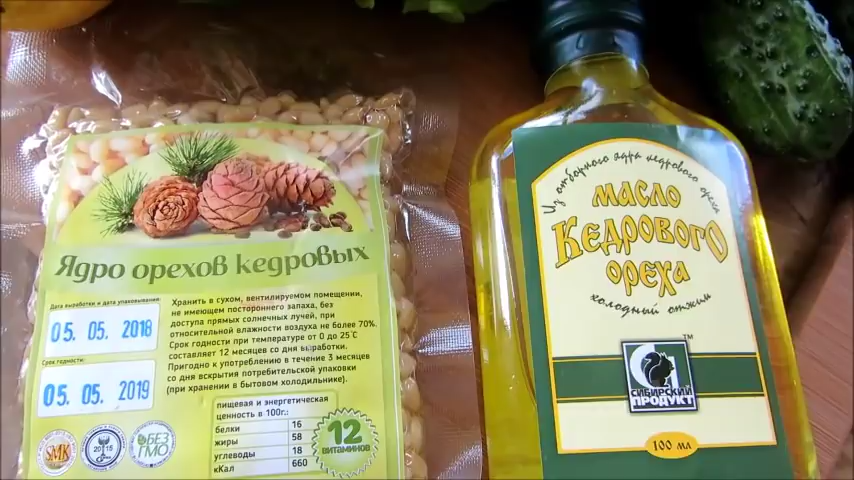 Ядро орехов кедровых
Дата выработки и дата упаковывания:
05. 05. 2018
Срок годности:
05. 05. 2019
Хранить в сухом, вентилируемом помещении,
не имеющем постороннего запаха, без
доступа прямых солнечных лучей, при
относительной влажности воздуха не более 70%.
Срок годности при температуре от 0 до 25°C
составляет 12 месяцев со дня выработки.
Пригодно к употреблению в течение 3 месяцев
со дня вскрытия потребительской упаковки
(при хранении в бытовом холодильнике).
пищевая и энергетическая
ценность в 100г.:
белки 16
жиры 58
углеводы 18
кКал 660
12
витаминов
SMK
2015
БЕЗ
ГМО
Из отборного ядра кедрового ореха
масло
Кедрового
ореха
холодный отжим
TM
СИБИРСКИЙ
ПРОДУКТ
100 мл